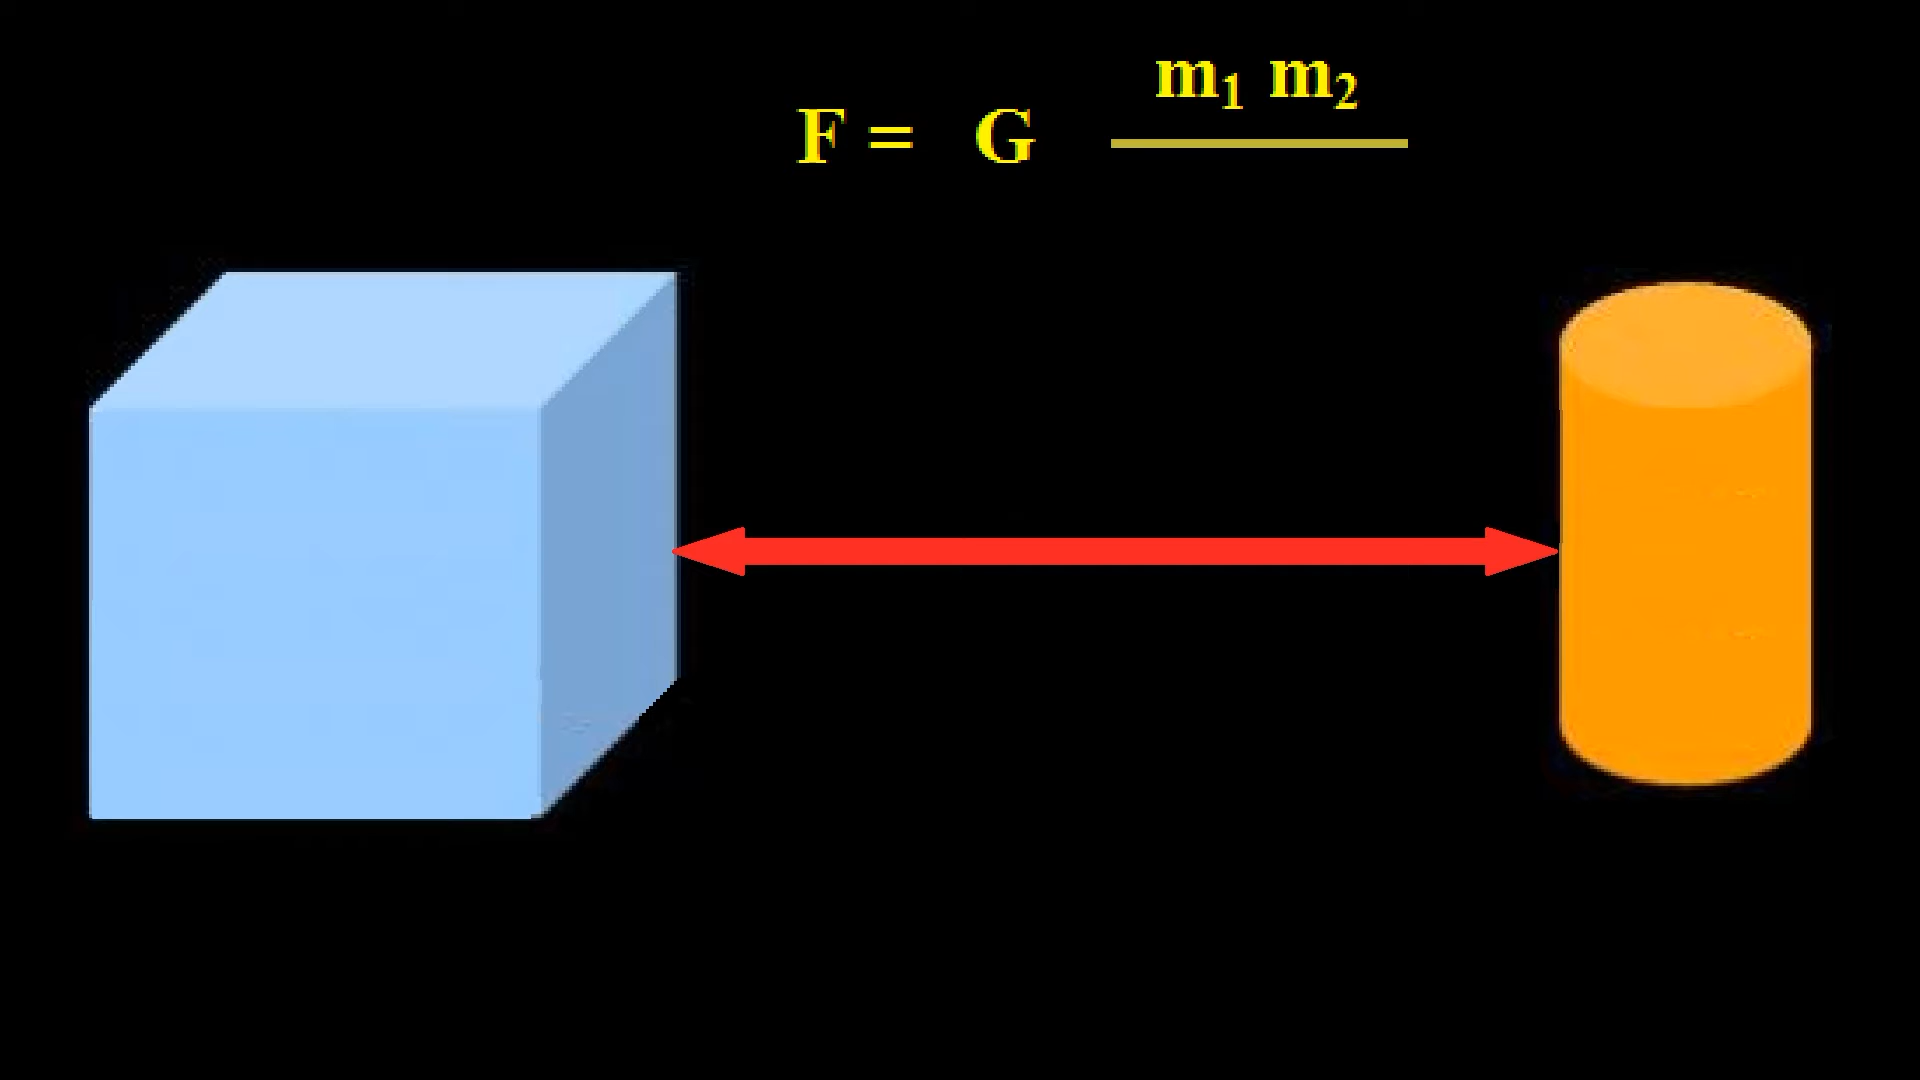 F = G m₁ m₂